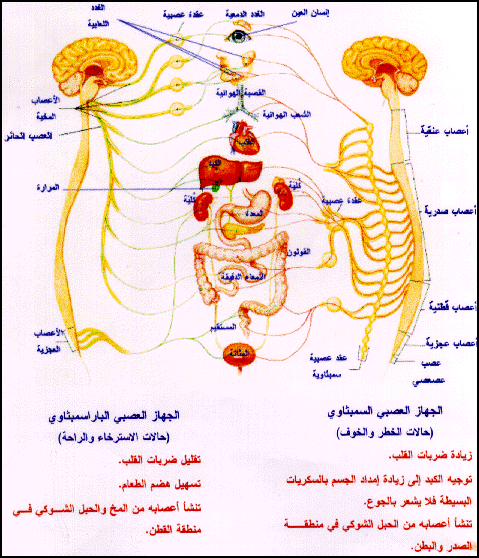 الغدد
اللعابية
عقدة عصبية
الغدد الدمعية
إنسان العين
الأعصاب
المخية
العصب الحائر
القصبة الهوائية
الشعب الهوائية
القلب
الكبد
المرارة
كلية
كلية
المعدة
عقدة عصبية
القولون
الأمعاء الدقيقة
المستقيم
المثانة
الأعصاب
العجزية
أعصاب عنقية
أعصاب صدرية
أعصاب قطنية
أعصاب عجزية
عصب
عصعصي
عقد عصبية
سمبثاوية
الجهاز العصبي السمبثاوي
(حالات الخطر والخوف)
زيادة ضربات القلب.
توجيه الكبد إلى زيادة إمداد الجسم بالسكريات
البسيطة فلا يشعر بالجوع.
تنشأ أعصابه من الحبل الشوكي في منطقـــــة
الصدر والبطن.
الجهاز العصبي الباراسمبثاوي
(حالات الاسترخاء والراحة)
تقليل ضربات القلب.
تسهيل هضم الطعام.
تنشأ أعصابه من المخ والحبل الشــوكي فــي
منطقة القطن.